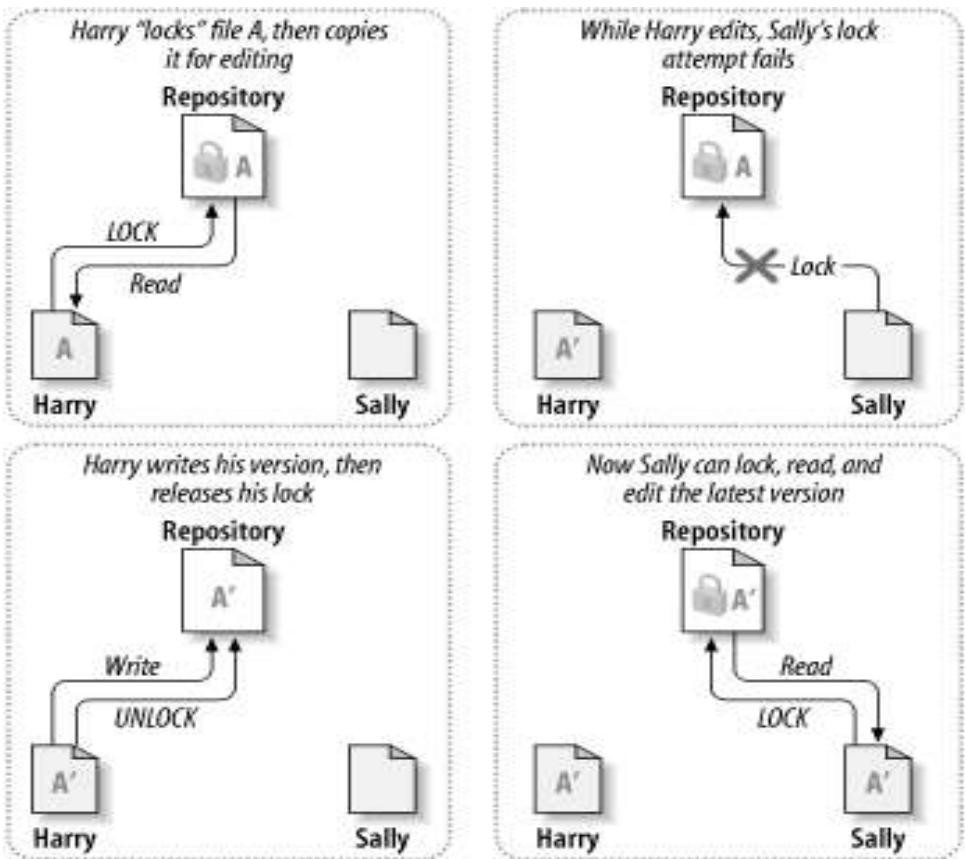 Harry “locks” file A, then copies
it for editing
Repository
A
LOCK
Read
A
Harry
Sally
While Harry edits, Sally’s lock
attempt fails
Repository
A
Lock
A′
Harry
Sally
Harry writes his version, then
releases his lock
Repository
A′
Write
UNLOCK
A′
Harry
Sally
Now Sally can lock, read, and
edit the latest version
Repository
A′
Read
LOCK
A′
A′
Harry
Sally